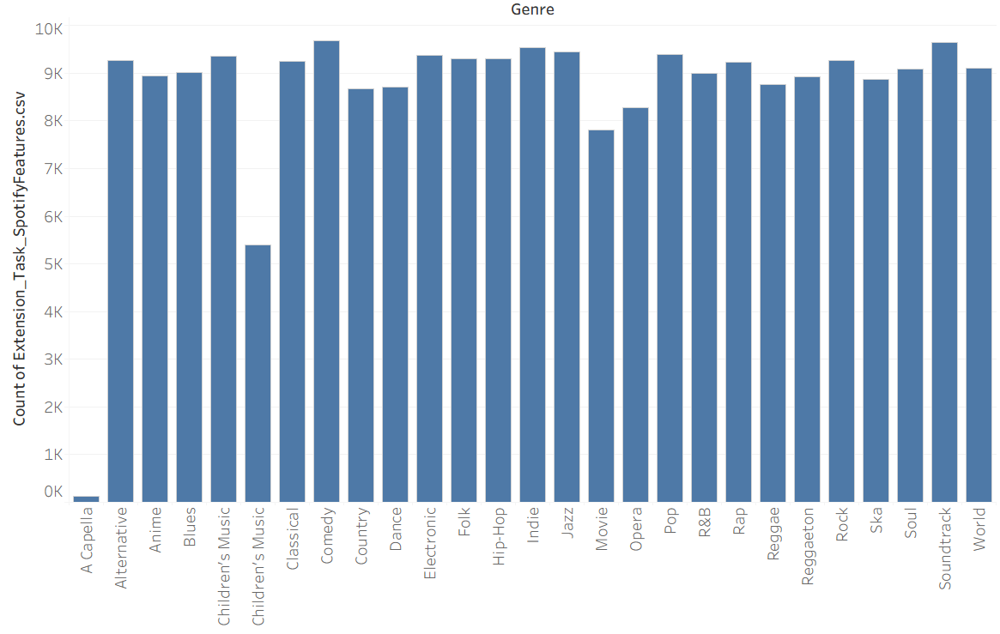 Genre
Count of Extension_Task_SpotifyFeatures.csv
10K
9K
8K
7K
6K
5K
4K
3K
2K
1K
0K
A Capella
Alternative
Anime
Blues
Children’s Music
Children’s Music
Classical
Comedy
Country
Dance
Electronic
Folk
Hip-Hop
Indie
Jazz
Movie
Opera
Pop
R&B
Rap
Reggae
Reggaeton
Rock
Ska
Soul
Soundtrack
World